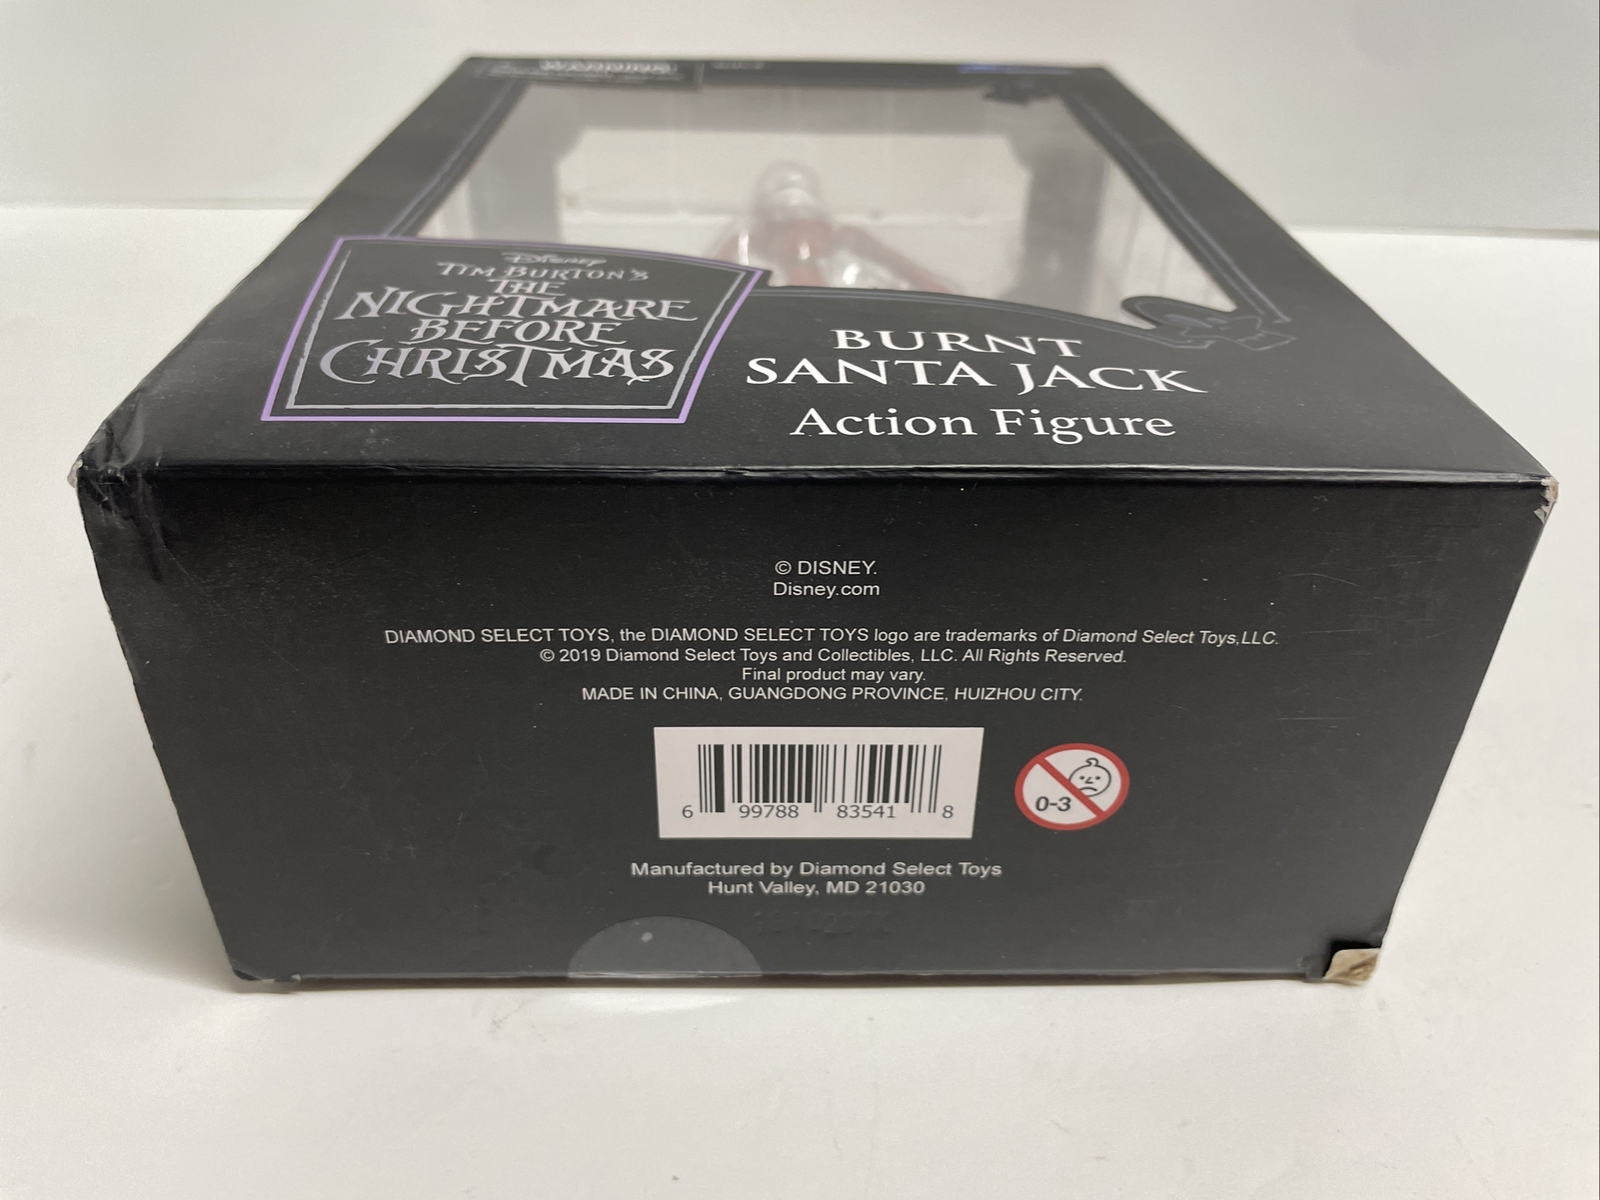 WARNING
Disney
TIM BURTON'S
THE
NIGHTMARE
BEFORE
CHRISTMAS
BURNT
SANTA JACK
Action Figure
© DISNEY.
Disney.com
DIAMOND SELECT TOYS, the DIAMOND SELECT TOYS logo are trademarks of Diamond Select Toys,LLC.
© 2019 Diamond Select Toys and Collectibles, LLC. All Rights Reserved.
Final product may vary.
MADE IN CHINA, GUANGDONG PROVINCE, HUIZHOU CITY.
6 99788 83541 8
0-3
Manufactured by Diamond Select Toys
Hunt Valley, MD 21030